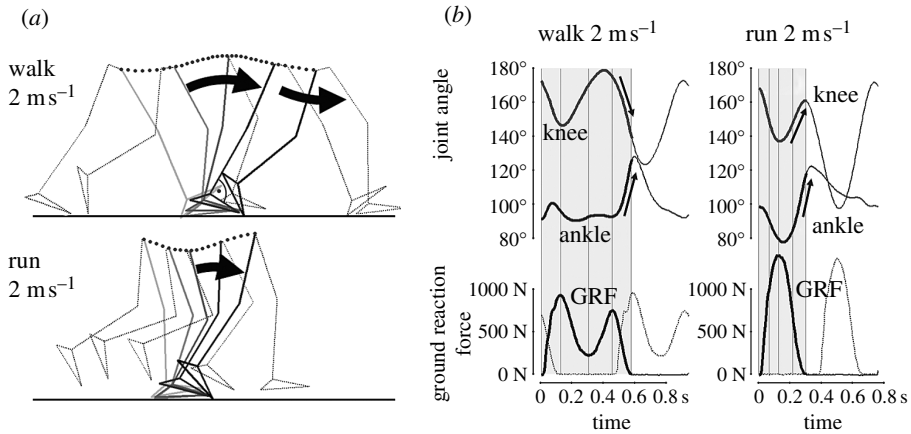 (a)
walk
2 m s⁻¹
run
2 m s⁻¹
(b)
walk 2 m s⁻¹
run 2 m s⁻¹
joint angle
180°
160°
140°
120°
100°
80°
knee
ankle
180°
160°
140°
120°
100°
80°
knee
ankle
ground reaction
force
1000 N
500 N
0 N
GRF
1000 N
500 N
0 N
GRF
0 0.2 0.4 0.6 0.8 s
time
0 0.2 0.6 0.8 s
time